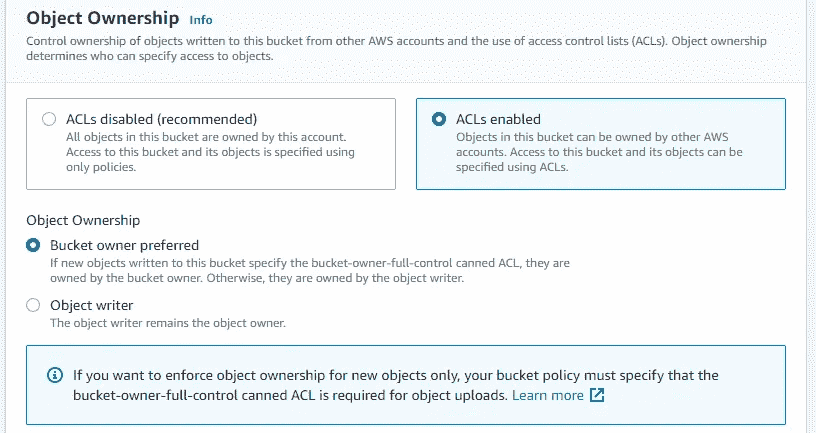 Object Ownership Info
Control ownership of objects written to this bucket from other AWS accounts and the use of access control lists (ACLs). Object ownership
determines who can specify access to objects.
ACLs disabled (recommended)
All objects in this bucket are owned by this account.
Access to this bucket and its objects is specified using
only policies.
ACLs enabled
Objects in this bucket can be owned by other AWS
accounts. Access to this bucket and its objects can be
specified using ACLs.
Object Ownership
Bucket owner preferred
If new objects written to this bucket specify the bucket-owner-full-control canned ACL, they are
owned by the bucket owner. Otherwise, they are owned by the object writer.
Object writer
The object writer remains the object owner.
If you want to enforce object ownership for new objects only, your bucket policy must specify that the
bucket-owner-full-control canned ACL is required for object uploads. Learn more